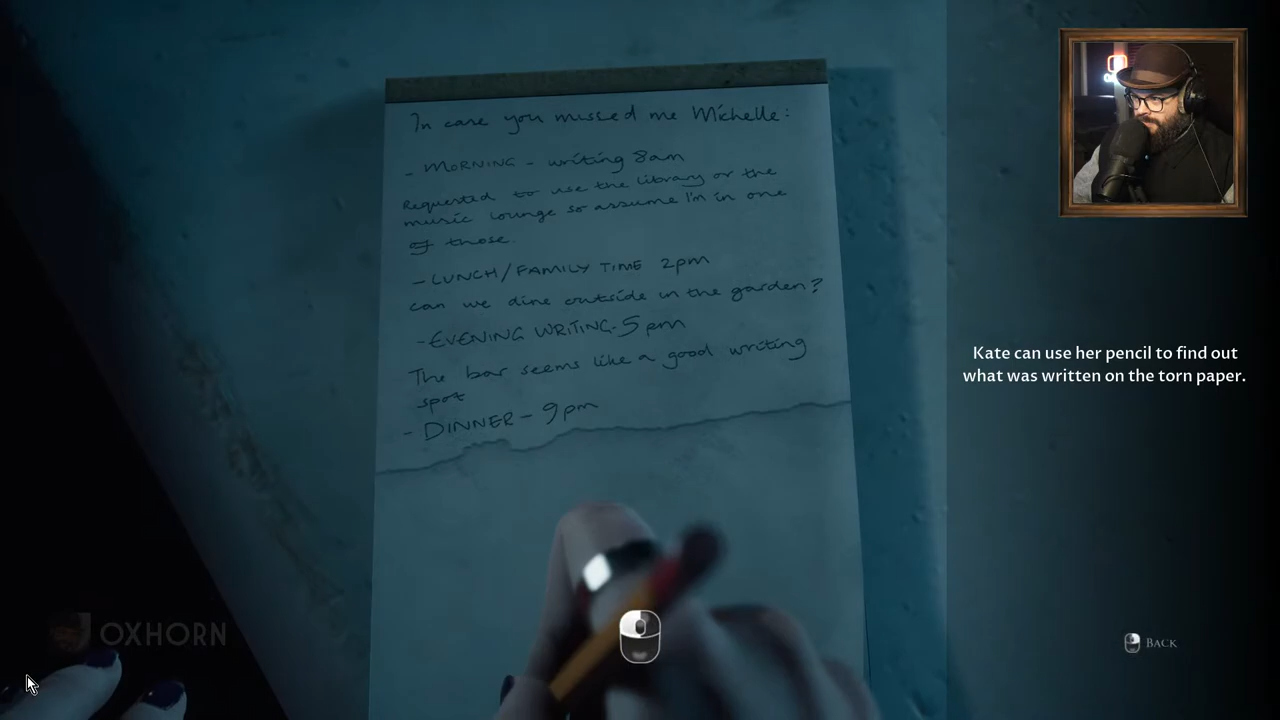 In case you missed me Michelle:
- MORNING - writing 8am
Requested to use the library or the
music lounge so assume I'm in one
of those.
- LUNCH/FAMILY TIME 2pm
can we dine outside in the garden?
- EVENING WRITING - 5pm
The bar seems like a good writing
spot
- DINNER - 9pm
Kate can use her pencil to find out
what was written on the torn paper.
OXHORN
BACK